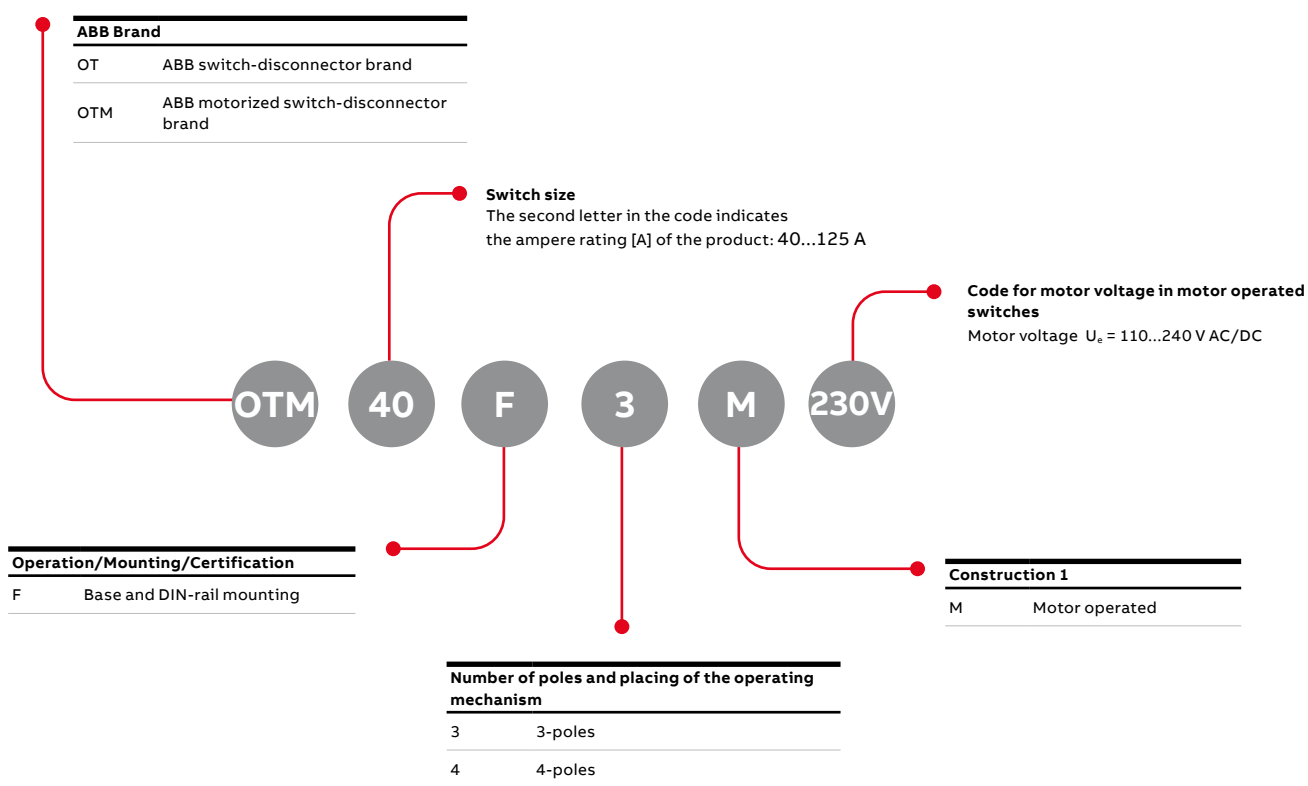 ABB Brand
OT ABB switch-disconnector brand
OTM ABB motorized switch-disconnector
brand
Switch size
The second letter in the code indicates
the ampere rating [A] of the product: 40...125 A
Code for motor voltage in motor operated
switches
Motor voltage Uₑ = 110...240 V AC/DC
OTM 40 F 3 M 230V
Operation/Mounting/Certification
F Base and DIN-rail mounting
Construction 1
M Motor operated
Number of poles and placing of the operating
mechanism
3 3-poles
4 4-poles